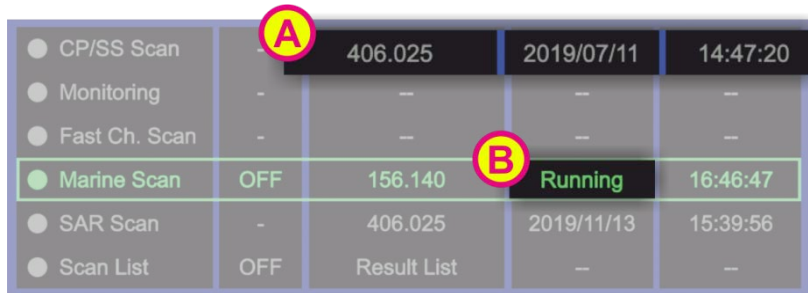 CP/SS Scan - A 406.025 2019/07/11 14:47:20
Monitoring - -- -- --
Fast Ch. Scan - -- -- --
Marine Scan OFF 156.140 B Running 16:46:47
SAR Scan - 406.025 2019/11/13 15:39:56
Scan List OFF Result List -- --